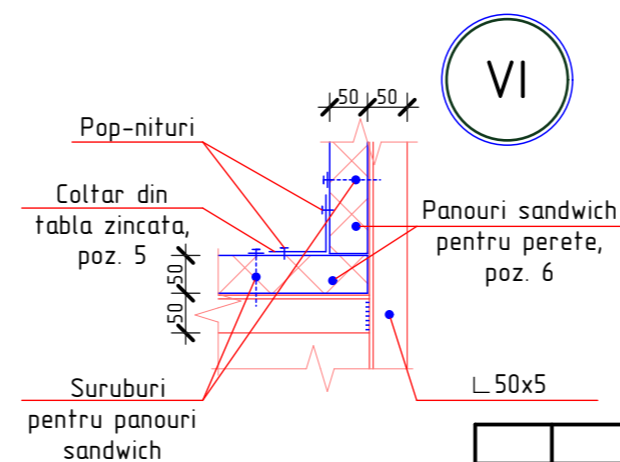 VI
50 50
Pop-nituri
Coltar din
tabla zincata,
poz. 5
Panouri sandwich
pentru perete,
poz. 6
50
50
Suruburi
pentru panouri
sandwich
∟50x5